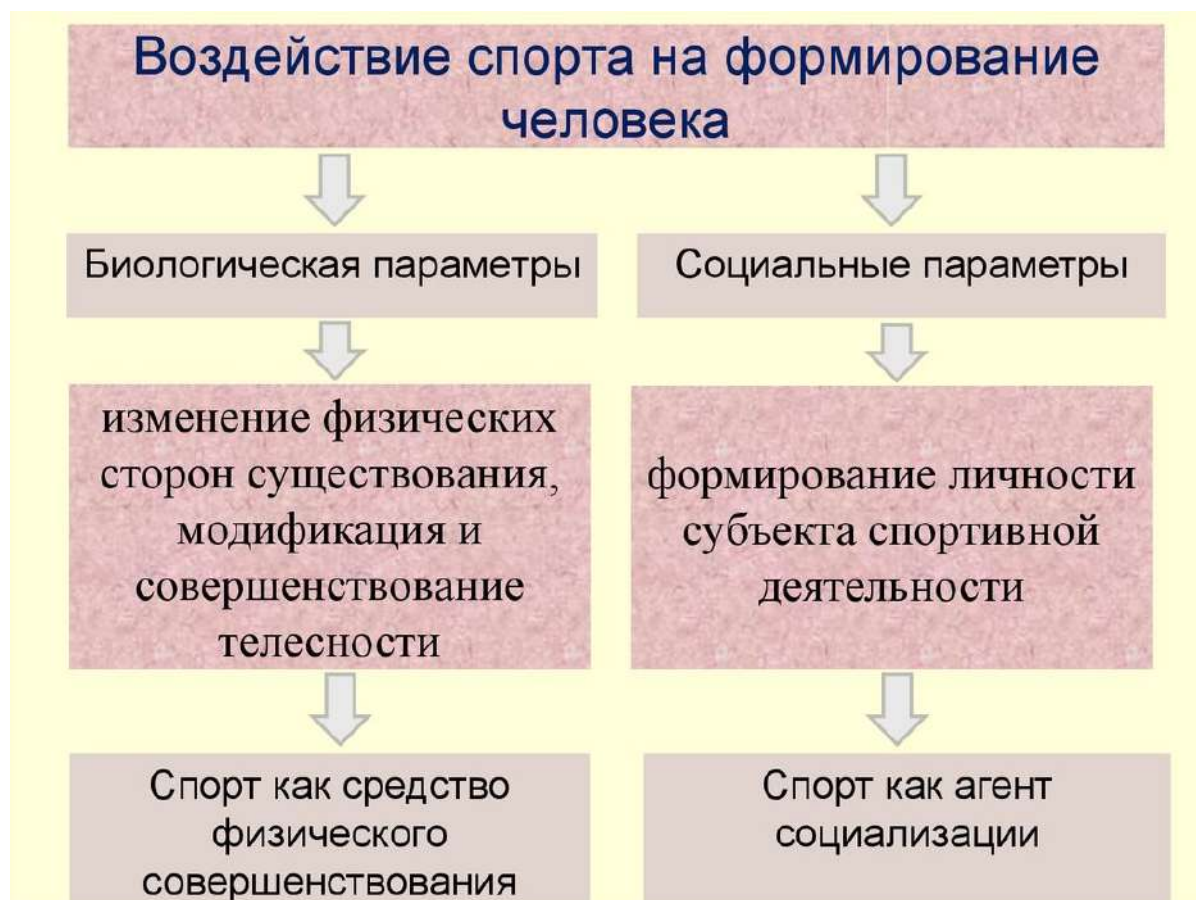 Воздействие спорта на формирование
человека
Биологическая параметры
Социальные параметры
изменение физических
сторон существования,
модификация и
совершенствование
телесности
формирование личности
субъекта спортивной
деятельности
Спорт как средство
физического
совершенствования
Спорт как агент
социализации